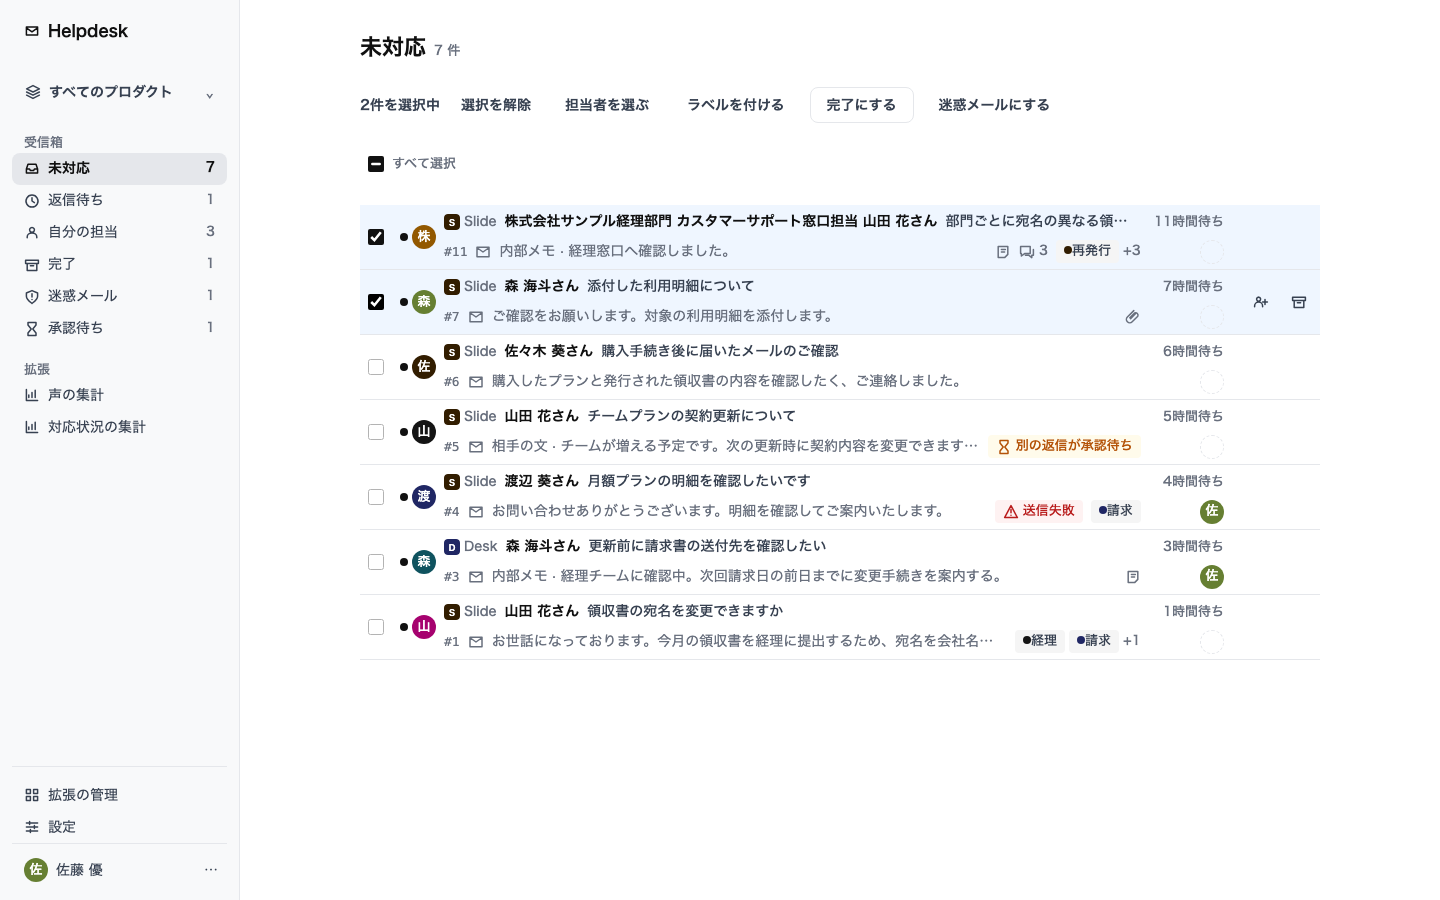 Helpdesk
すべてのプロダクト
受信箱
未対応 7
返信待ち 1
自分の担当 3
完了 1
迷惑メール 1
承認待ち 1
拡張
声の集計
対応状況の集計
拡張の管理
設定
佐 佐藤 優 …
未対応 7 件
2件を選択中 選択を解除 担当者を選ぶ ラベルを付ける 完了にする 迷惑メールにする
すべて選択
株 S Slide 株式会社サンプル経理部門 カスタマーサポート窓口担当 山田 花さん 部門ごとに宛名の異なる領… 11時間待ち
#11 内部メモ · 経理窓口へ確認しました。 3 再発行 +3
森 S Slide 森 海斗さん 添付した利用明細について 7時間待ち
#7 ご確認をお願いします。対象の利用明細を添付します。
佐 S Slide 佐々木 葵さん 購入手続き後に届いたメールのご確認 6時間待ち
#6 購入したプランと発行された領収書の内容を確認したく、ご連絡しました。
山 S Slide 山田 花さん チームプランの契約更新について 5時間待ち
#5 相手の文 · チームが増える予定です。次の更新時に契約内容を変更できます… 別の返信が承認待ち
渡 S Slide 渡辺 葵さん 月額プランの明細を確認したいです 4時間待ち
#4 お問い合わせありがとうございます。明細を確認してご案内いたします。 送信失敗 請求 佐
森 D Desk 森 海斗さん 更新前に請求書の送付先を確認したい 3時間待ち
#3 内部メモ · 経理チームに確認中。次回請求日の前日までに変更手続きを案内する。 佐
山 S Slide 山田 花さん 領収書の宛名を変更できますか 1時間待ち
#1 お世話になっております。今月の領収書を経理に提出するため、宛名を会社名… 経理 請求 +1